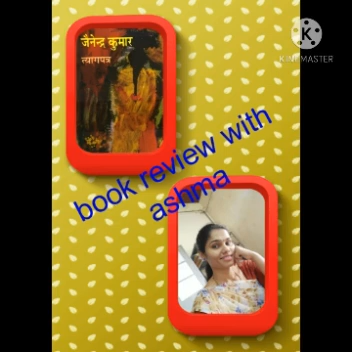 जैनेन्द्र कुमार
त्यागपत्र
K
KINEMASTER
book review with
ashma